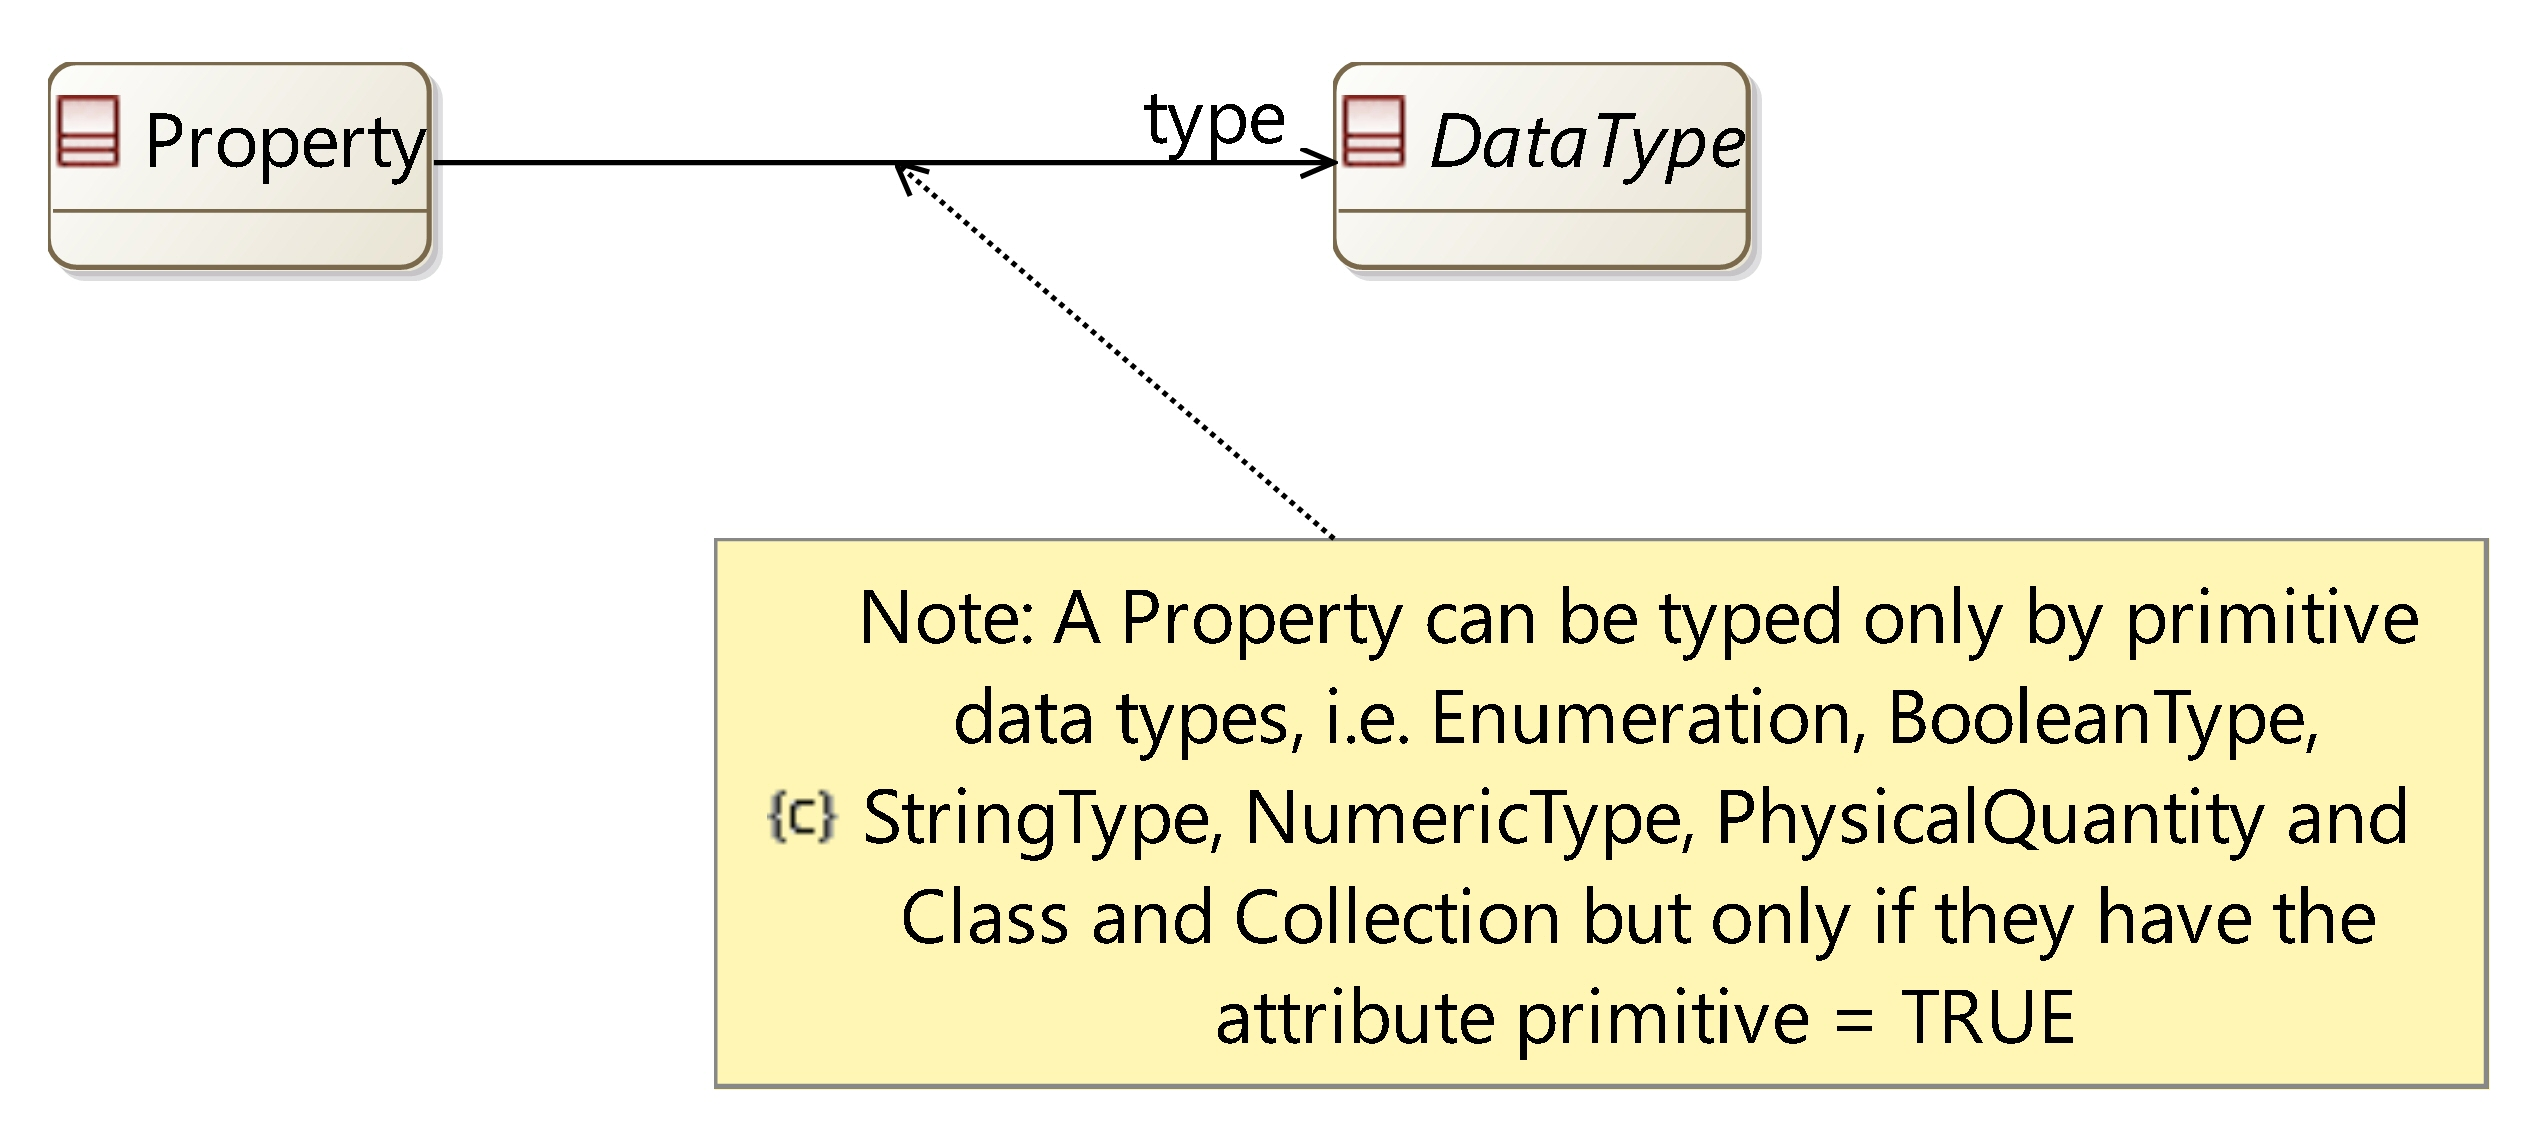 Property
type
DataType
Note: A Property can be typed only by primitive
data types, i.e. Enumeration, BooleanType,
{c} StringType, NumericType, PhysicalQuantity and
Class and Collection but only if they have the
attribute primitive = TRUE